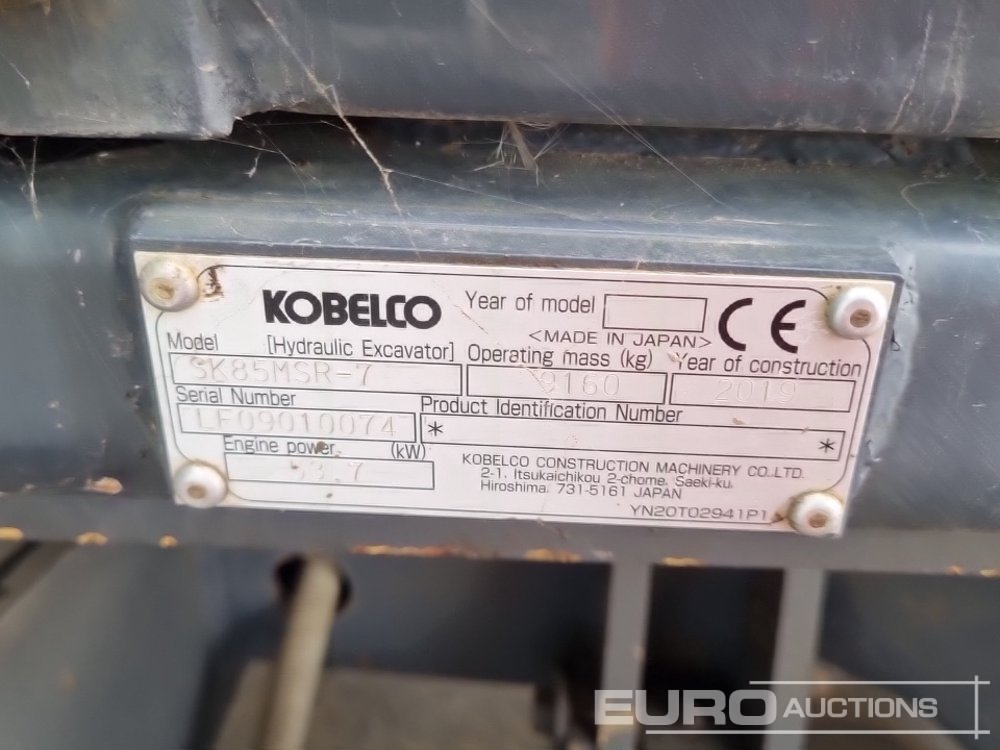 KOBELCO
Year of model
CE
<MADE IN JAPAN>
Model [Hydraulic Excavator] Operating mass (kg) Year of construction
SK85MSR-7 9160 2019
Serial Number Product Identification Number
LF09010074
* *
Engine power (kW)
53.7
KOBELCO CONSTRUCTION MACHINERY CO.,LTD.
2-1, Itsukaichikou 2-chome, Saeki-ku,
Hiroshima, 731-5161 JAPAN
YN20T02941P1
EURO AUCTIONS